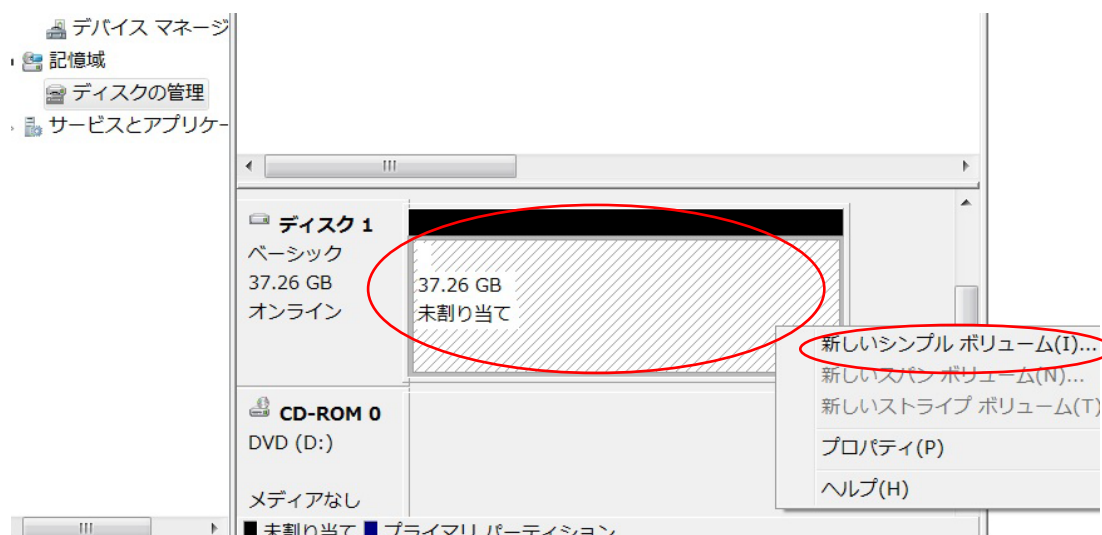 デバイス マネージ
記憶域
ディスクの管理
サービスとアプリケー
ディスク 1
ベーシック
37.26 GB
オンライン
37.26 GB
未割り当て
新しいシンプル ボリューム(I)...
新しいスパン ボリューム(N)...
新しいストライプ ボリューム(T)
プロパティ(P)
ヘルプ(H)
CD-ROM 0
DVD (D:)
メディアなし
未割り当て プライマリ パーティション